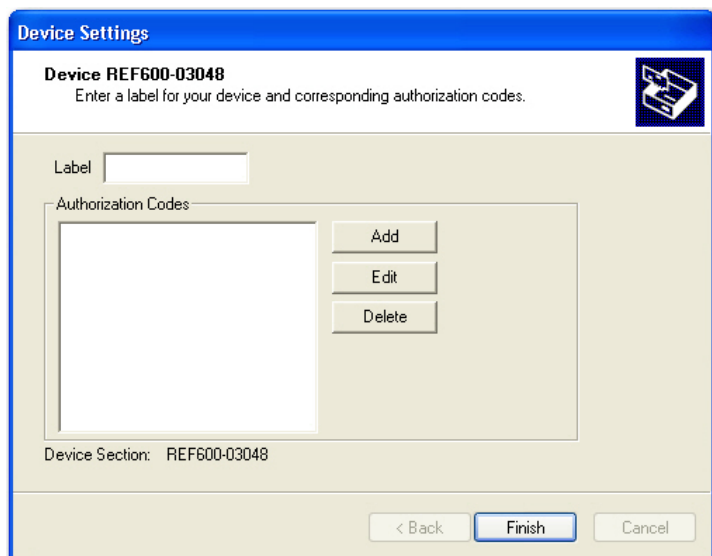 Device Settings
Device REF600-03048
Enter a label for your device and corresponding authorization codes.
Label
Authorization Codes
Add
Edit
Delete
Device Section: REF600-03048
< Back Finish Cancel